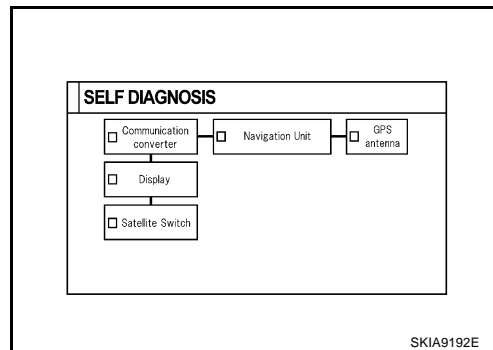 SELF DIAGNOSIS
Communication
converter
Navigation Unit
GPS
antenna
Display
Satellite Switch
SKIA9192E